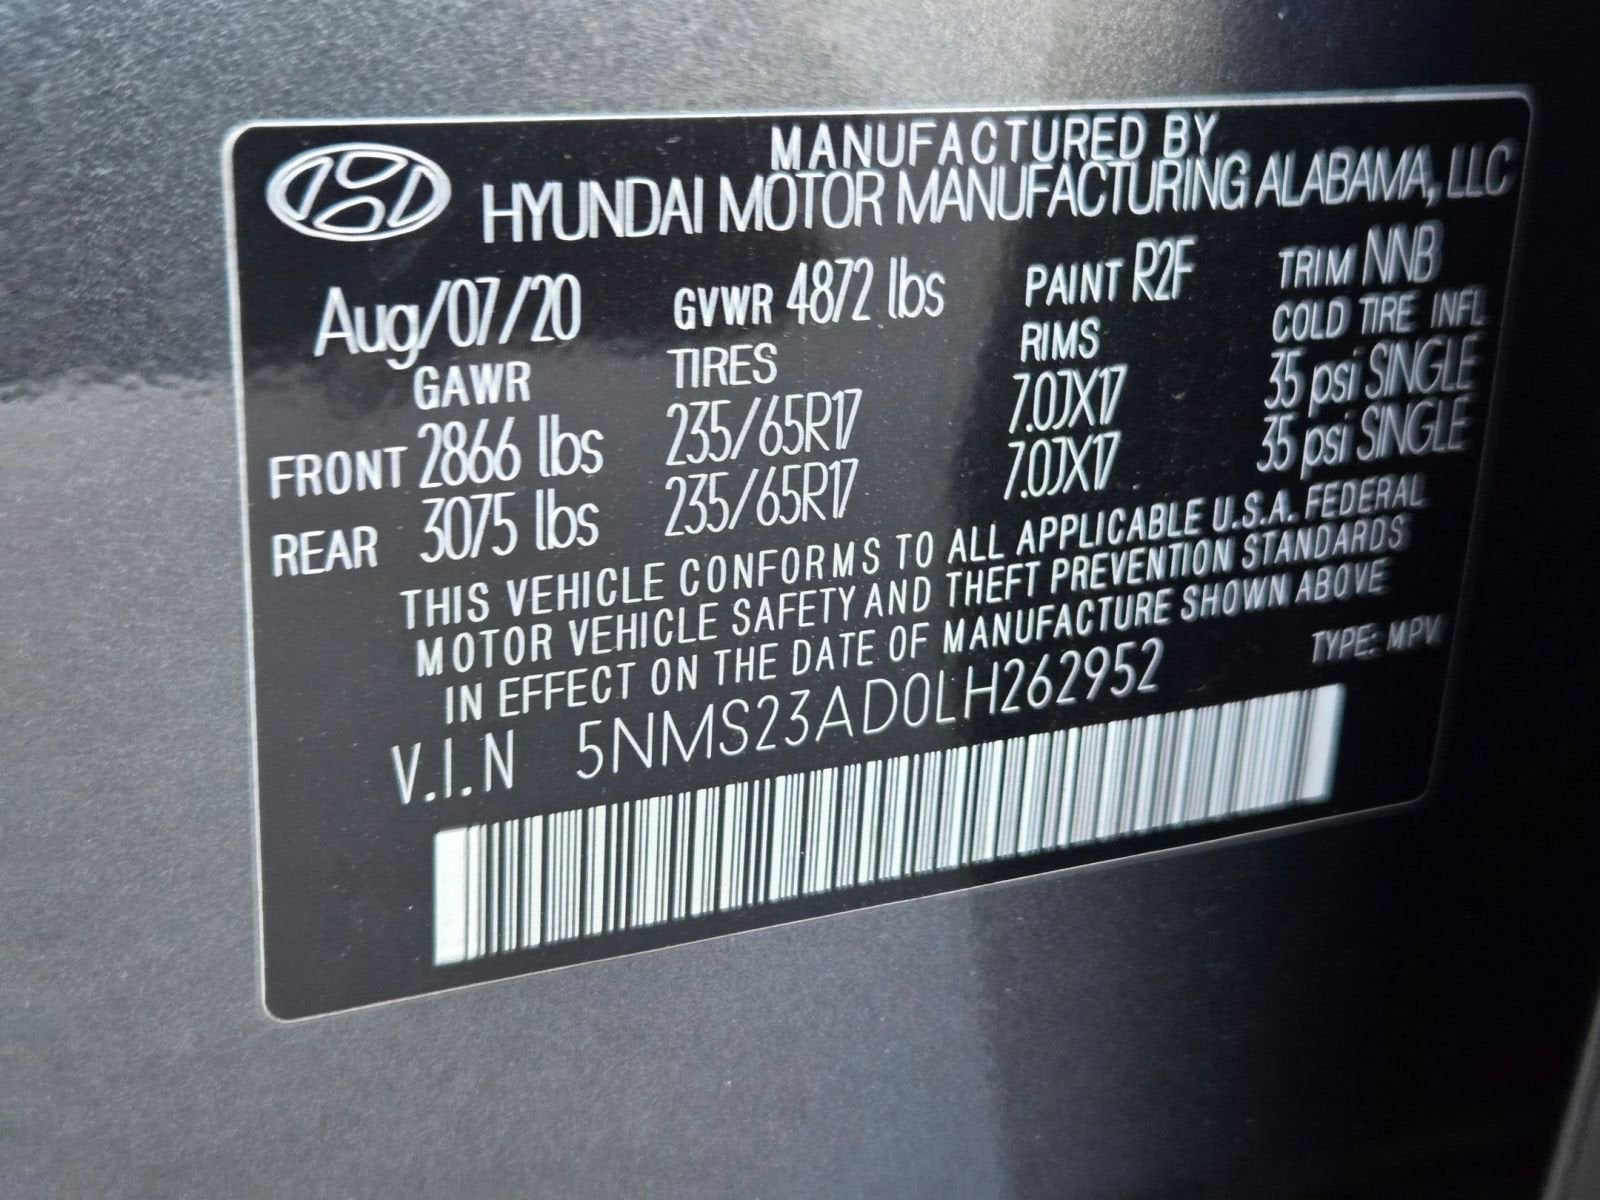 MANUFACTURED BY
HYUNDAI MOTOR MANUFACTURING ALABAMA, LLC
Aug/07/20 GVWR 4872 lbs PAINT R2F TRIM NNB
GAWR TIRES RIMS COLD TIRE INFL
FRONT 2866 lbs 235/65R17 7.0JX17 35 psi SINGLE
REAR 3075 lbs 235/65R17 7.0JX17 35 psi SINGLE
THIS VEHICLE CONFORMS TO ALL APPLICABLE U.S.A. FEDERAL
MOTOR VEHICLE SAFETY AND THEFT PREVENTION STANDARDS
IN EFFECT ON THE DATE OF MANUFACTURE SHOWN ABOVE
V.I.N 5NMS23AD0LH262952 TYPE: MPV